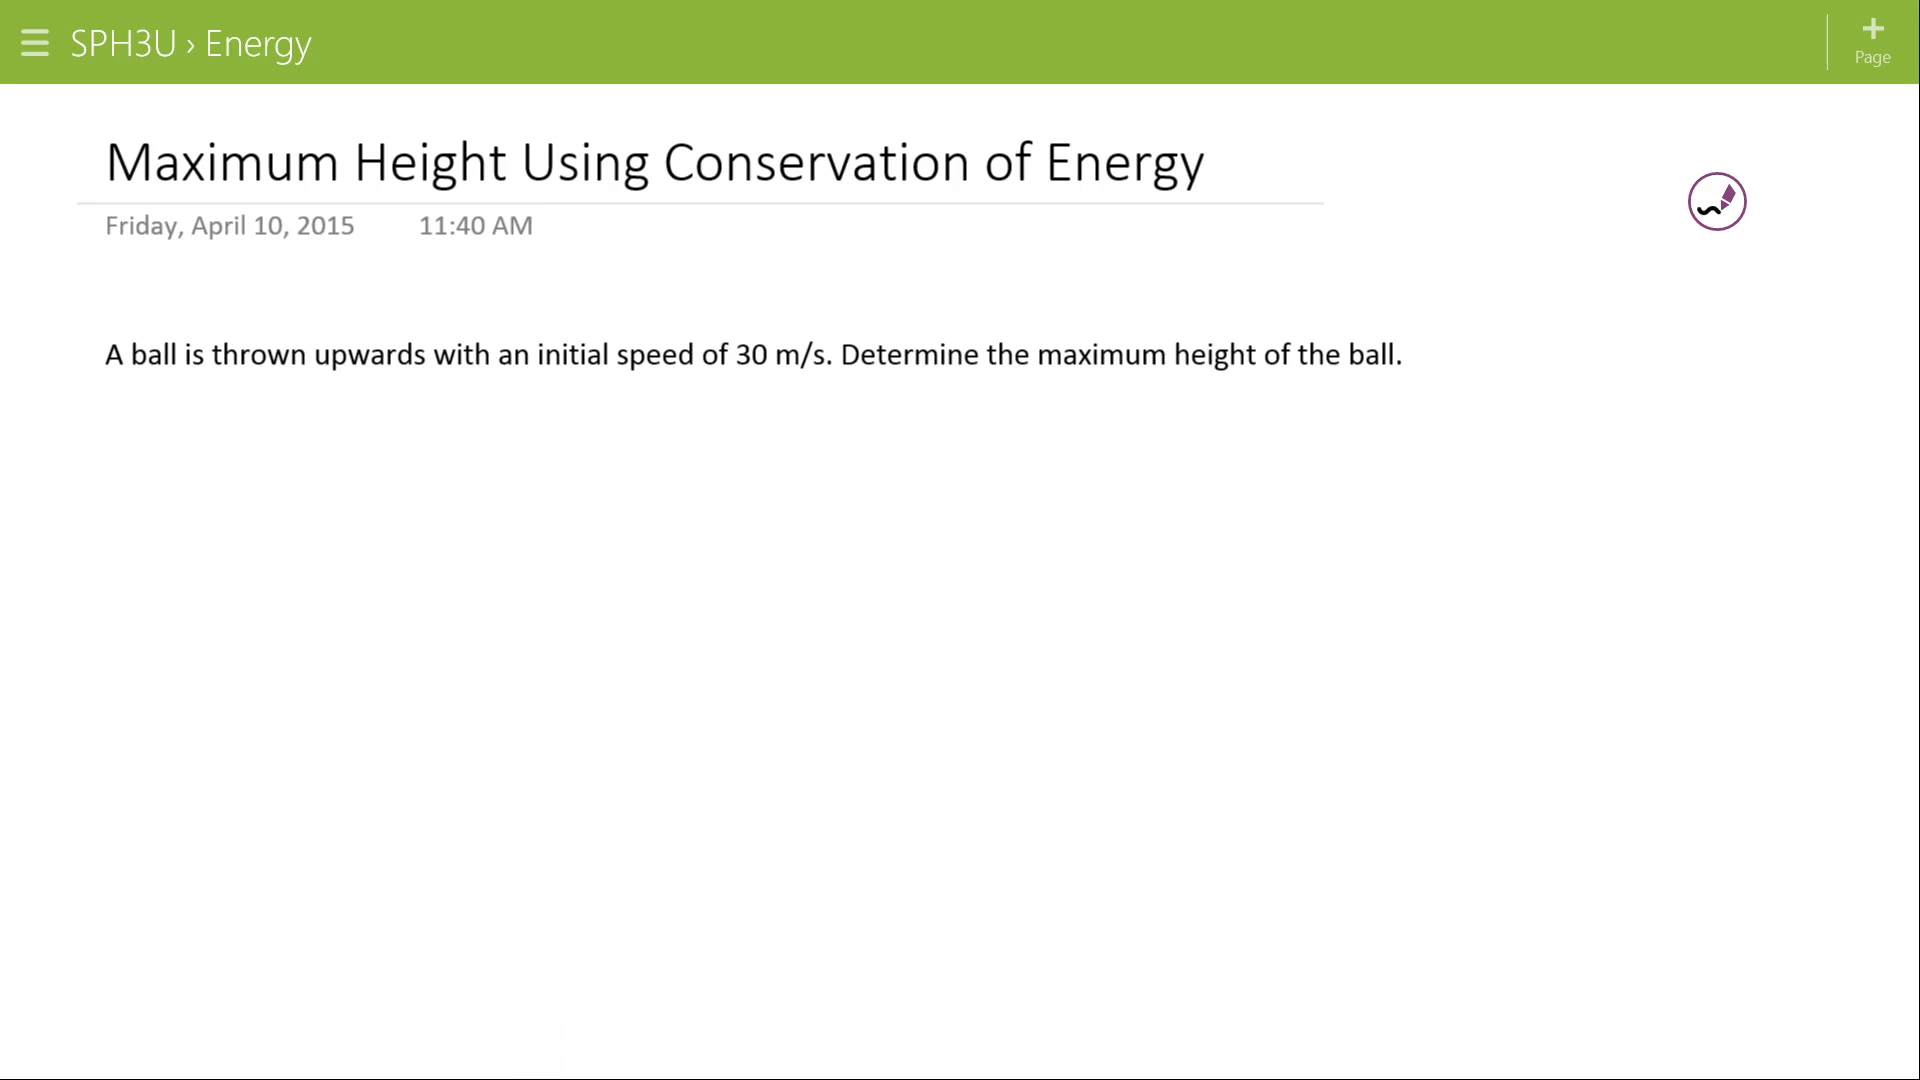 SPH3U › Energy
Page
Maximum Height Using Conservation of Energy
Friday, April 10, 2015 11:40 AM
A ball is thrown upwards with an initial speed of 30 m/s. Determine the maximum height of the ball.